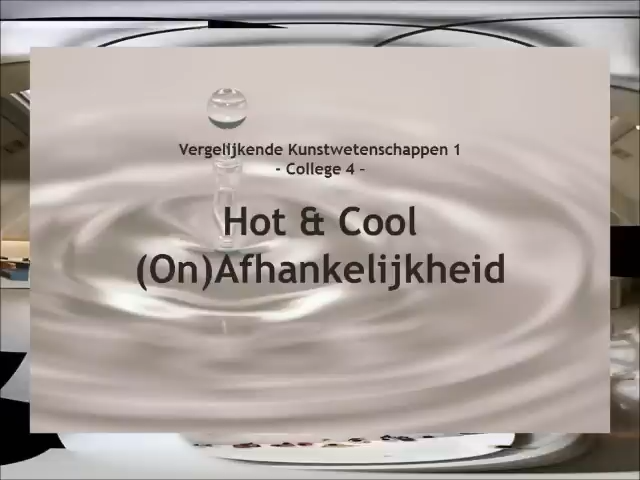 Vergelijkende Kunstwetenschappen 1
- College 4 –
Hot & Cool
(On)Afhankelijkheid